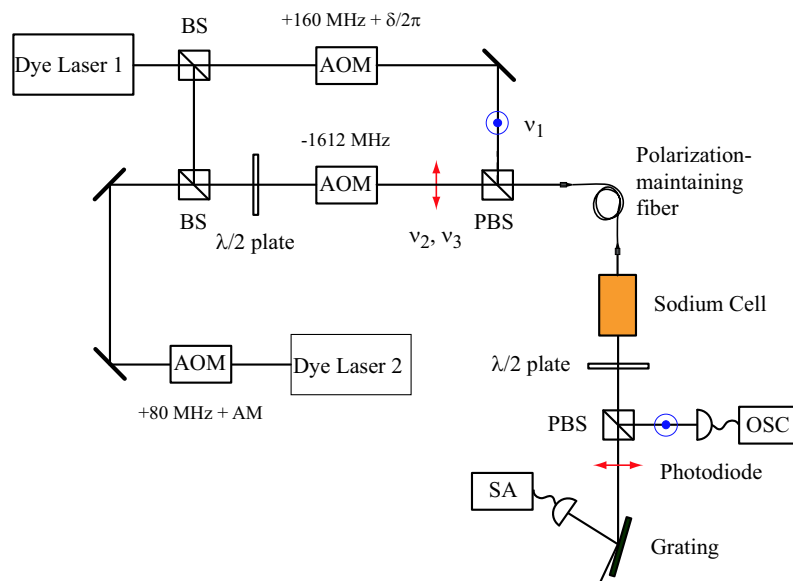 BS
+160 MHz + δ/2π
Dye Laser 1
AOM
ν1
-1612 MHz
AOM
BS
λ/2 plate
ν2, ν3
PBS
Polarization-
maintaining
fiber
Sodium Cell
AOM
Dye Laser 2
+80 MHz + AM
λ/2 plate
PBS
OSC
Photodiode
SA
Grating